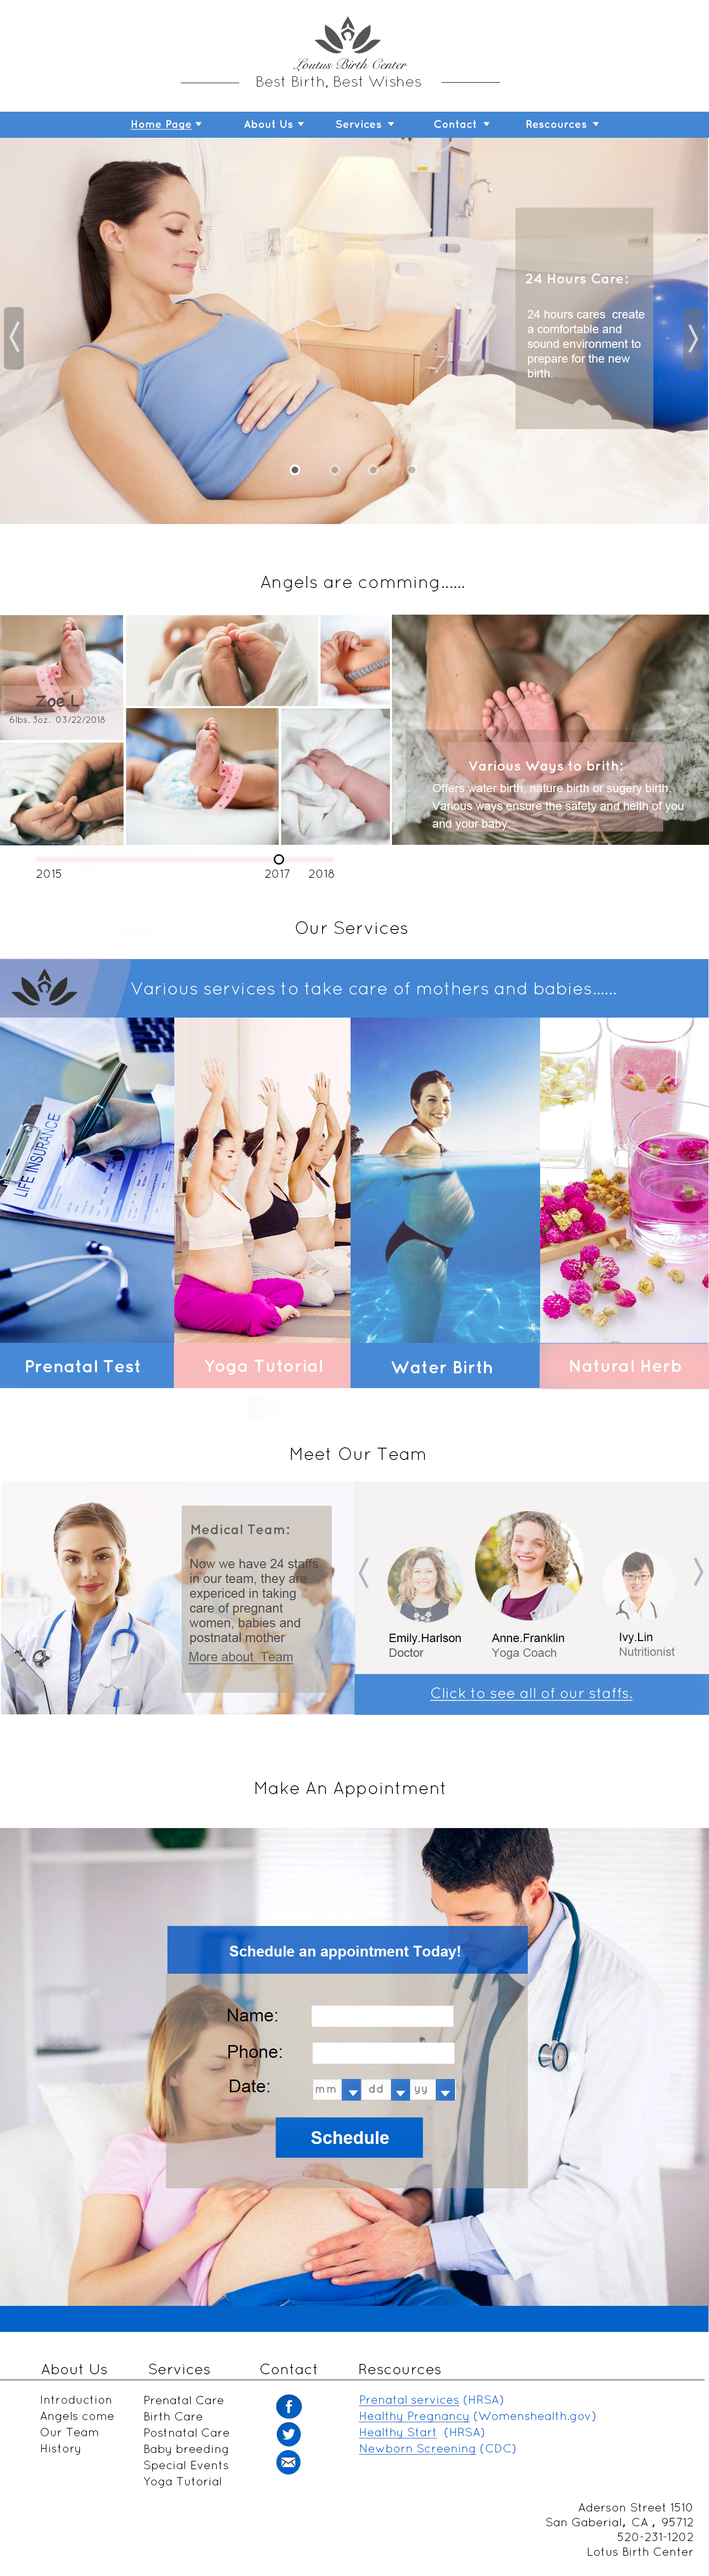 Loutus Birth Center
Best Birth, Best Wishes
Home Page About Us Services Contact Rescources
24 Hours Care:
24 hours cares create
a comfortable and
sound environment to
prepare for the new
birth.
Angels are comming......
Zoe.L
6lbs. 3oz. 03/22/2018
Various Ways to brith:
Offers water birth, nature birth or sugery birth.
Various ways ensure the safety and helth of you
and your baby.
2015 2017 2018
Our Services
Various services to take care of mothers and babies......
LIFE INSURANCE
Prenatal Test Yoga Tutorial Water Birth Natural Herb
Meet Our Team
Medical Team:
Now we have 24 staffs
in our team, they are
expericed in taking
care of pregnant
women, babies and
postnatal mother
More about Team
Emily.Harlson Anne.Franklin Ivy.Lin
Doctor Yoga Coach Nutritionist
Click to see all of our staffs.
Make An Appointment
Schedule an appointment Today!
Name:
Phone:
Date: mm dd yy
Schedule
About Us Services Contact Rescources
Introduction
Angels come
Our Team
History
Prenatal Care
Birth Care
Postnatal Care
Baby breeding
Special Events
Yoga Tutorial
Prenatal services (HRSA)
Healthy Pregnancy (Womenshealth.gov)
Healthy Start (HRSA)
Newborn Screening (CDC)
Aderson Street 1510
San Gaberial, CA , 95712
520-231-1202
Lotus Birth Center